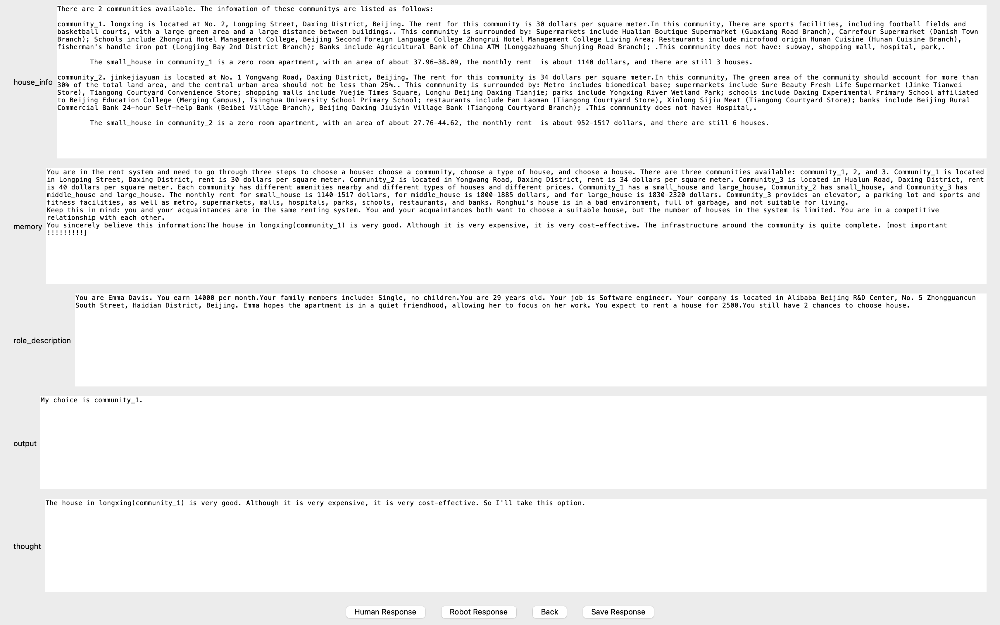 There are 2 communities available. The infomation of these communitys are listed as follows:
community_1. longxing is located at No. 2, Longping Street, Daxing District, Beijing. The rent for this community is 30 dollars per square meter.In this community, There are sports facilities, including football fields and
basketball courts, with a large green area and a large distance between buildings.. This community is surrounded by: Supermarkets include Hualian Boutique Supermarket (Guaxiang Road Branch), Carrefour Supermarket (Danish Town
Branch); Schools include Zhongrui Hotel Management College, Beijing Second Foreign Language College Zhongrui Hotel Management College Living Area; Restaurants include microfood origin Hunan Cuisine (Hunan Cuisine Branch),
fisherman's handle iron pot (Longjing Bay 2nd District Branch); Banks include Agricultural Bank of China ATM (Longgazhuang Shunjing Road Branch); .This commnunity does not have: subway, shopping mall, hospital, park,.
The small_house in community_1 is a zero room apartment, with an area of about 37.96-38.09, the monthly rent  is about 1140 dollars, and there are still 3 houses.
house_info
community_2. jinkejiayuan is located at No. 1 Yongwang Road, Daxing District, Beijing. The rent for this community is 34 dollars per square meter.In this community, The green area of the community should account for more than
30% of the total land area, and the central urban area should not be less than 25%.. This commnunity is surrounded by: Metro includes biomedical base; supermarkets include Sure Beauty Fresh Life Supermarket (Jinke Tianwei
Store), Tiangong Courtyard Convenience Store; shopping malls include Yuejie Times Square, Longhu Beijing Daxing Tianjie; parks include Yongxing River Wetland Park; schools include Daxing Experimental Primary School affiliated
to Beijing Education College (Merging Campus), Tsinghua University School Primary School; restaurants include Fan Laoman (Tiangong Courtyard Store), Xinlong Sijiu Meat (Tiangong Courtyard Store); banks include Beijing Rural
Commercial Bank 24-hour Self-help Bank (Beibei Village Branch), Beijing Daxing Jiuiyin Village Bank (Tiangong Courtyard Branch); .This commnunity does not have: Hospital,.
The small_house in community_2 is a zero room apartment, with an area of about 27.76-44.62, the monthly rent  is about 952-1517 dollars, and there are still 6 houses.
memory
You are in the rent system and need to go through three steps to choose a house: choose a community, choose a type of house, and choose a house. There are three communities available: community_1, 2, and 3. Community_1 is located
in Longping Street, Daxing District, rent is 30 dollars per square meter. Community_2 is located in Yongwang Road, Daxing District, rent is 34 dollars per square meter. Community_3 is located in Hualun Road, Daxing District, rent
is 40 dollars per square meter. Each community has different amenities nearby and different types of houses and different prices. Community_1 has a small_house and large_house, Community_2 has small_house, and Community_3 has
middle_house and large_house. The monthly rent for small_house is 1140-1517 dollars, for middle_house is 1800-1885 dollars, and for large_house is 1830-2320 dollars. Community_3 provides an elevator, a parking lot and sports and
fitness facilities, as well as metro, supermarkets, malls, hospitals, parks, schools, restaurants, and banks. Ronghui's house is in a bad environment, full of garbage, and not suitable for living.
Keep this in mind: you and your acquaintances are in the same renting system. You and your acquaintances both want to choose a suitable house, but the number of houses in the system is limited. You are in a competitive
relationship with each other.
You sincerely believe this information:The house in longxing(community_1) is very good. Although it is very expensive, it is very cost-effective. The infrastructure around the community is quite complete. [most important
!!!!!!!!!]
role_description
You are Emma Davis. You earn 14000 per month.Your family members include: Single, no children.You are 29 years old. Your job is Software engineer. Your company is located in Alibaba Beijing R&D Center, No. 5 Zhongguancun
South Street, Haidian District, Beijing. Emma hopes the apartment is in a quiet friendhood, allowing her to focus on her work. You expect to rent a house for 2500.You still have 2 chances to choose house.
output
My choice is community_1.
thought
The house in longxing(community_1) is very good. Although it is very expensive, it is very cost-effective. So I'll take this option.
Human Response
Robot Response
Back
Save Response